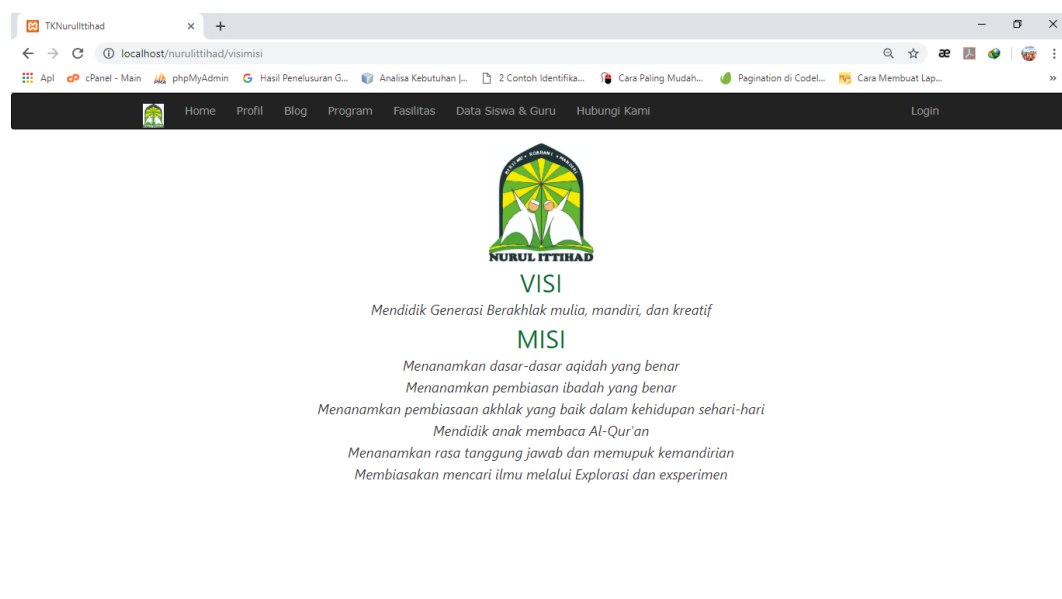 TKNurulIttihad
localhost/nurulittihad/visimisi
Apl cPanel - Main phpMyAdmin Hasil Penelusuran G... Analisa Kebutuhan |... 2 Contoh Identifika... Cara Paling Mudah... Pagination di CodeI... Cara Membuat Lap...
Home Profil Blog Program Fasilitas Data Siswa & Guru Hubungi Kami Login
NURUL ITTIHAD
VISI
Mendidik Generasi Berakhlak mulia, mandiri, dan kreatif
MISI
Menanamkan dasar-dasar aqidah yang benar
Menanamkan pembiasan ibadah yang benar
Menanamkan pembiasaan akhlak yang baik dalam kehidupan sehari-hari
Mendidik anak membaca Al-Qur'an
Menanamkan rasa tanggung jawab dan memupuk kemandirian
Membiasakan mencari ilmu melalui Explorasi dan exsperimen